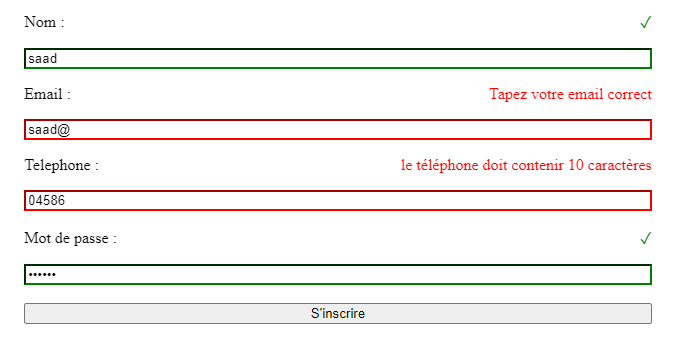 Nom : ✓
saad
Email : Tapez votre email correct
saad@
Telephone : le téléphone doit contenir 10 caractères
04586
Mot de passe : ✓
••••••
S'inscrire